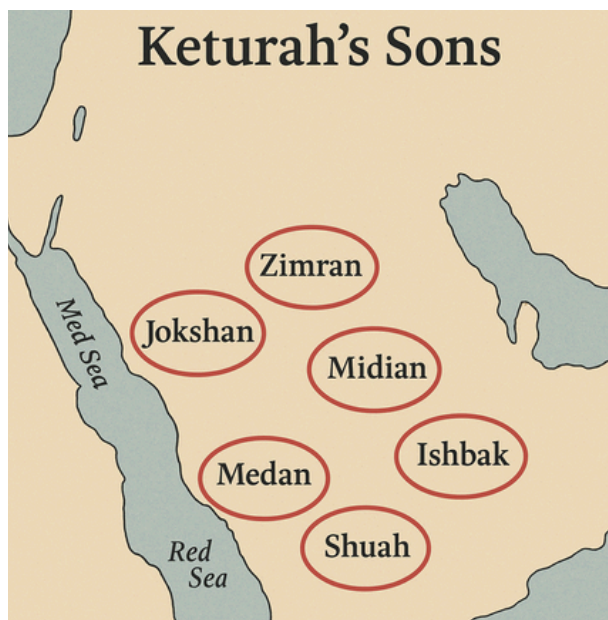 Keturah's Sons
Zimran
Jokshan
Med Sea
Midian
Ishbak
Medan
Shuah
Red
Sea